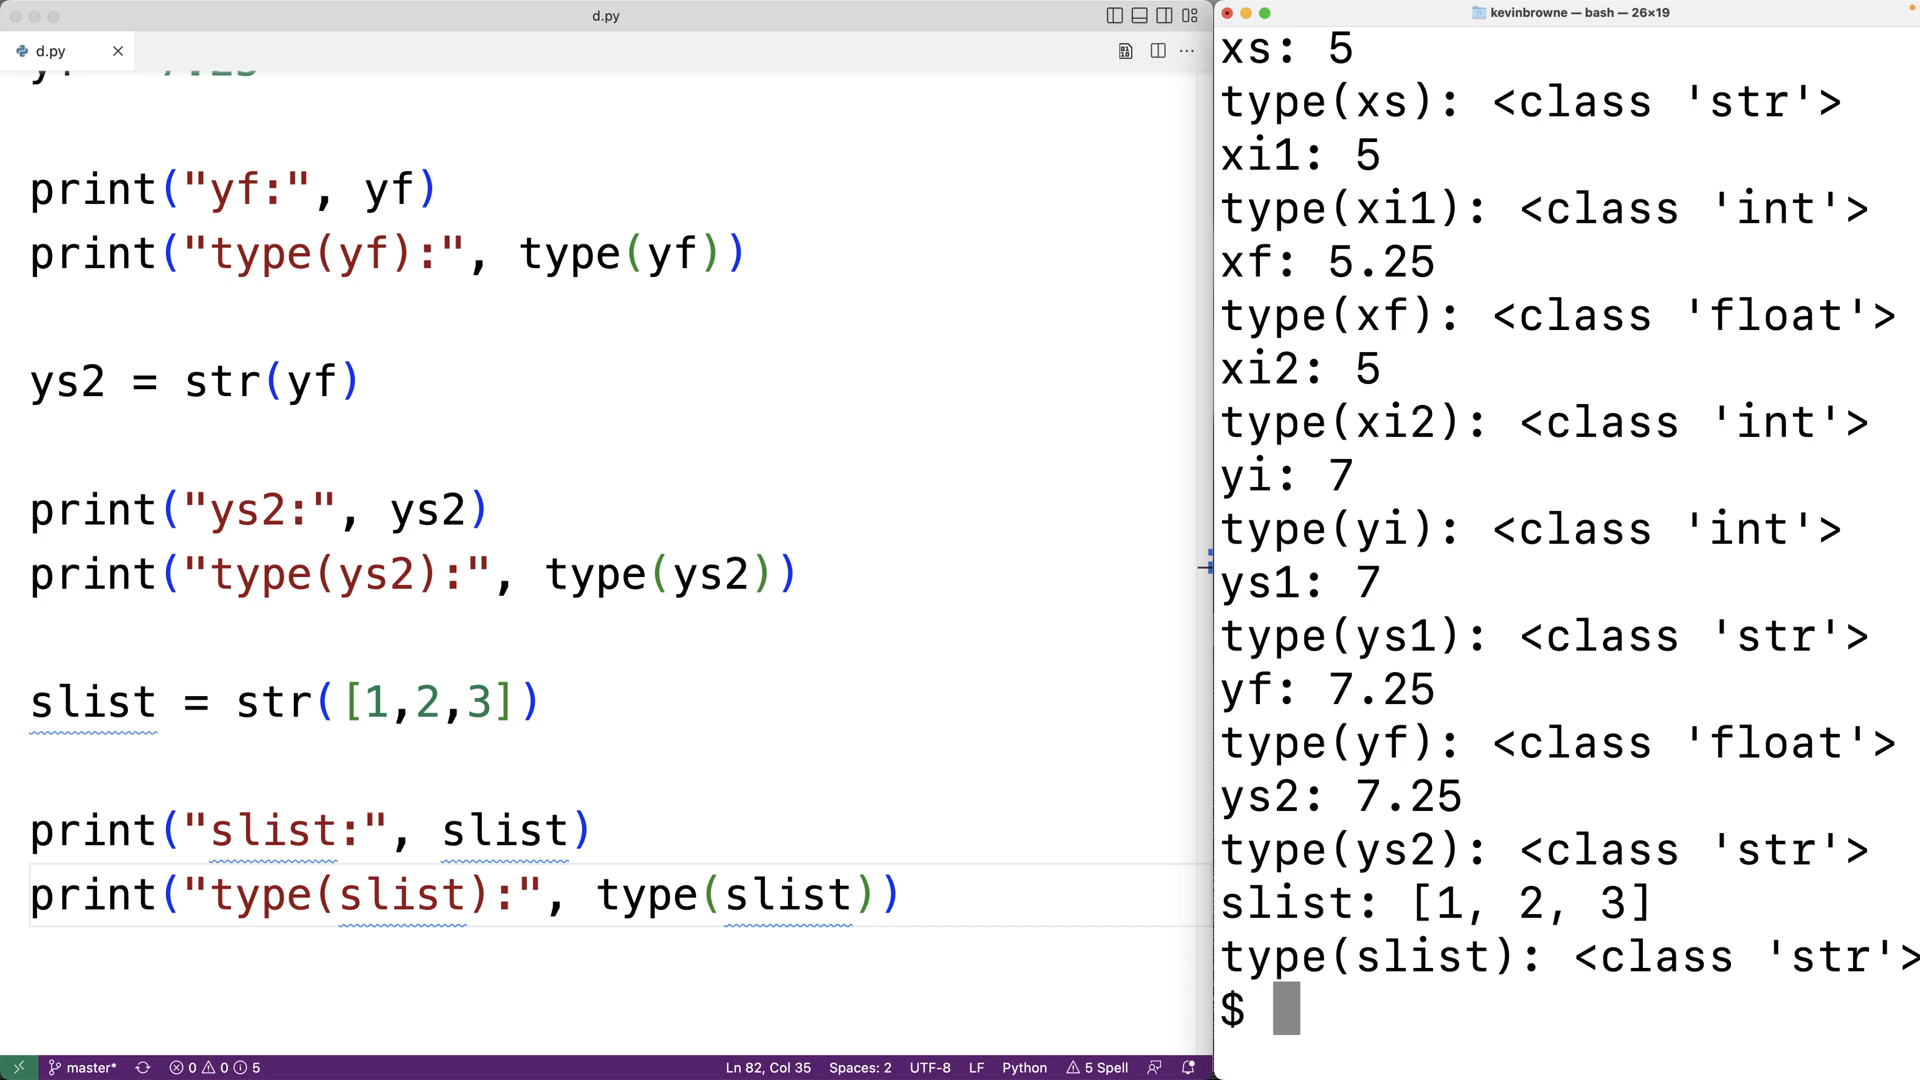 d.py
d.py
print("yf:", yf)
print("type(yf):", type(yf))
ys2 = str(yf)
print("ys2:", ys2)
print("type(ys2):", type(ys2))
slist = str([1,2,3])
print("slist:", slist)
print("type(slist):", type(slist))
master* 0 0 5 Ln 82, Col 35 Spaces: 2 UTF-8 LF Python 5 Spell
kevinbrowne — bash — 26×19
xs: 5
type(xs): <class 'str'>
xi1: 5
type(xi1): <class 'int'>
xf: 5.25
type(xf): <class 'float'>
xi2: 5
type(xi2): <class 'int'>
yi: 7
type(yi): <class 'int'>
ys1: 7
type(ys1): <class 'str'>
yf: 7.25
type(yf): <class 'float'>
ys2: 7.25
type(ys2): <class 'str'>
slist: [1, 2, 3]
type(slist): <class 'str'>
$